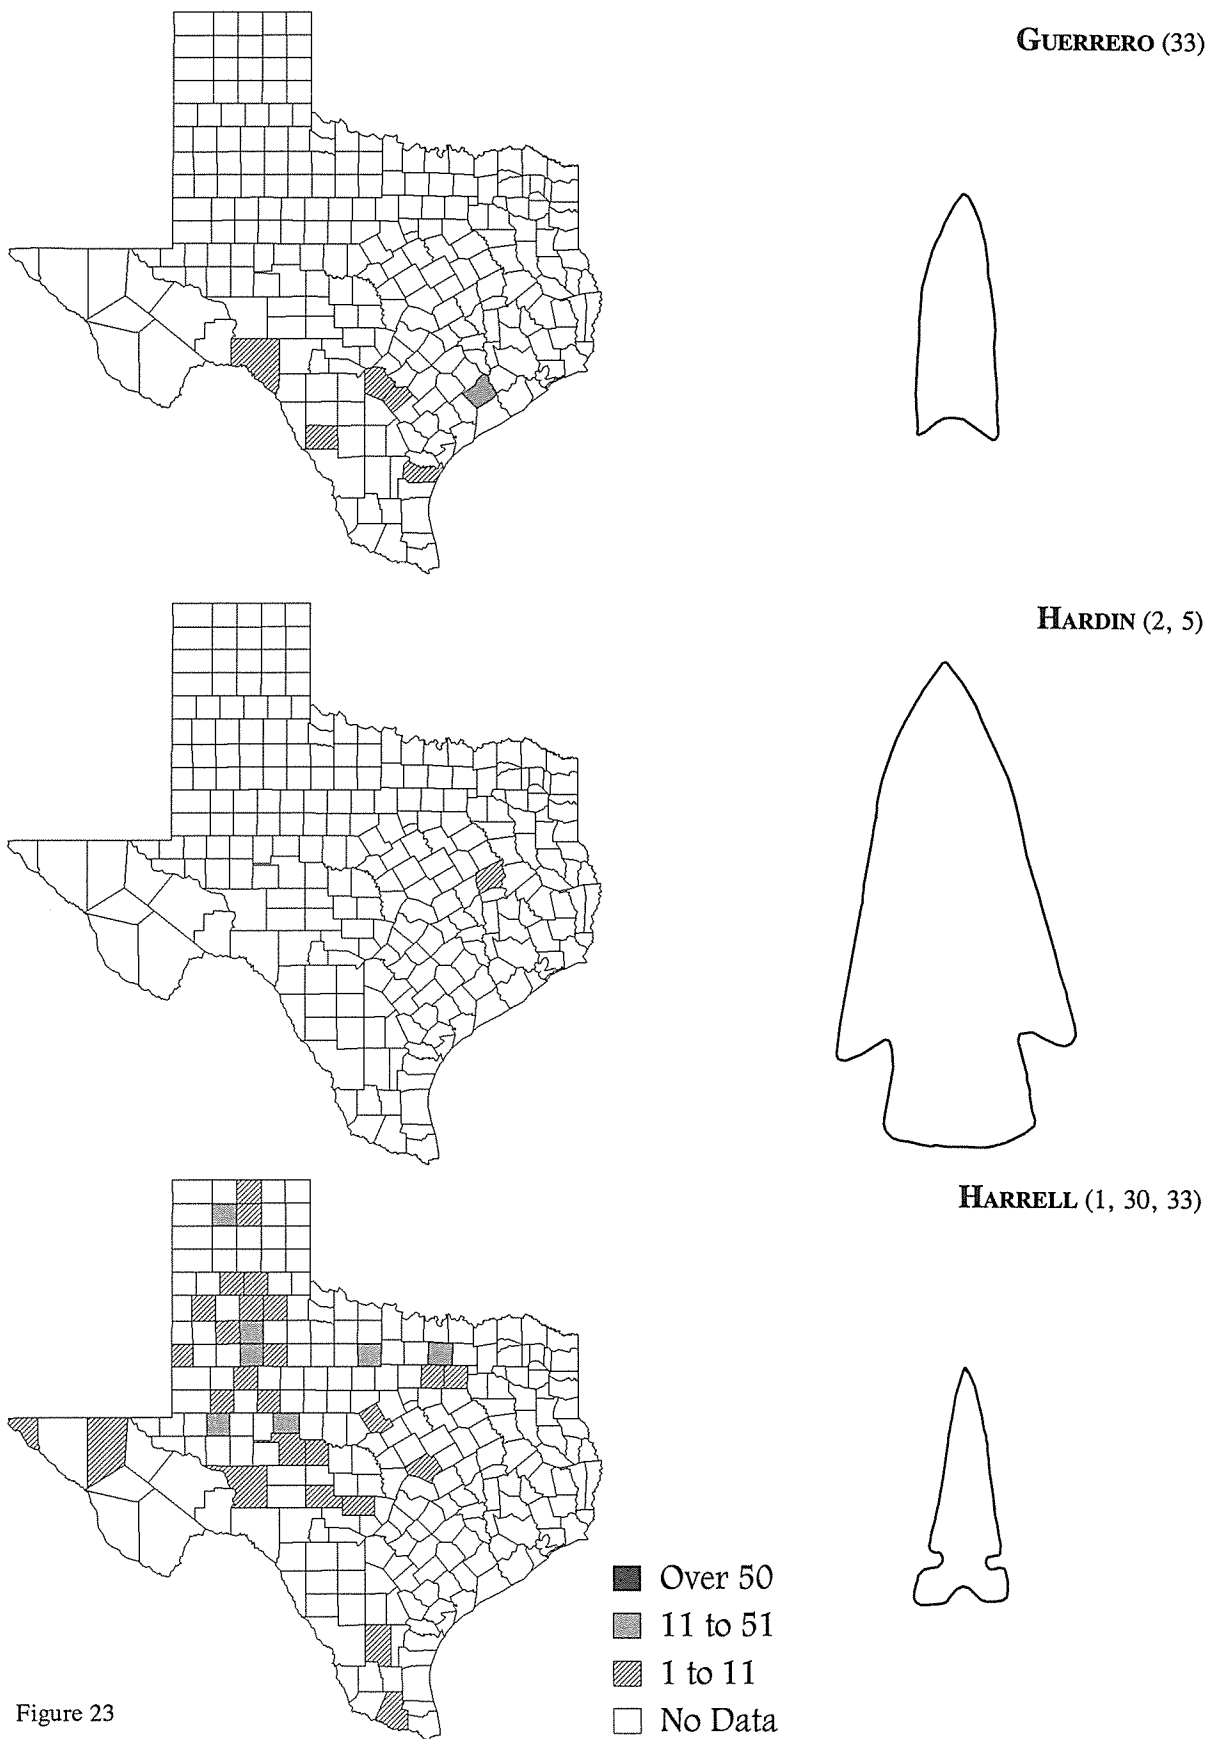 GUERRERO (33)
HARDIN (2, 5)
HARRELL (1, 30, 33)
Over 50
11 to 51
1 to 11
No Data
Figure 23